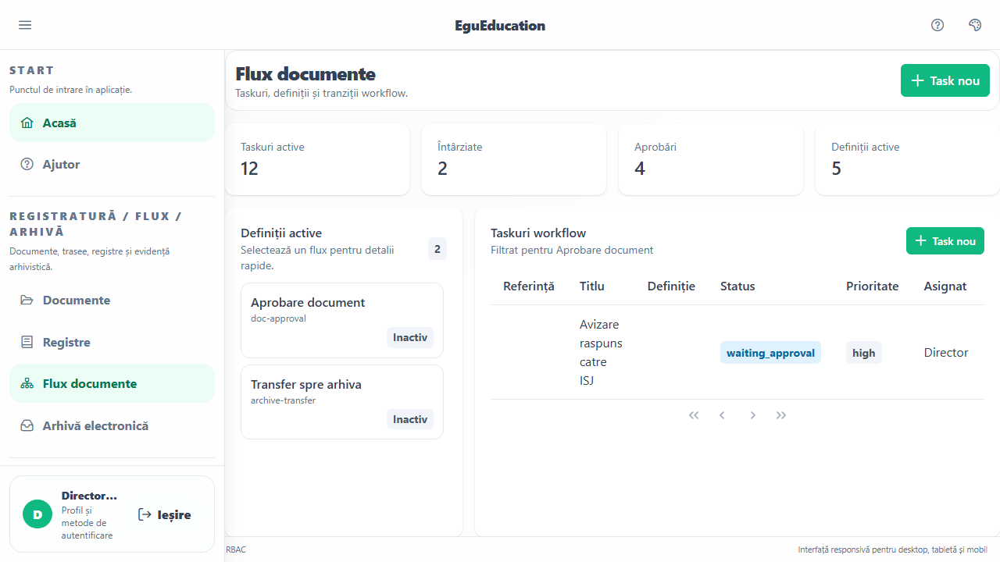 EguEducation
START
Punctul de intrare în aplicație.
Acasă
Ajutor
REGISTRATURĂ / FLUX /
ARHIVĂ
Documente, trasee, registre și evidență
arhivistică.
Documente
Registre
Flux documente
Arhivă electronică
D
Director...
Profil și
metode de
autentificare
Ieșire
Flux documente
Taskuri, definiții și tranziții workflow.
Task nou
Taskuri active
12
Întârziate
2
Aprobări
4
Definiții active
5
Definiții active
Selectează un flux pentru detalii
rapide.
2
Aprobare document
doc-approval
Inactiv
Transfer spre arhiva
archive-transfer
Inactiv
Taskuri workflow
Filtrat pentru Aprobare document
Task nou
Referință Titlu Definiție Status Prioritate Asignat
Avizare
raspuns
catre
ISJ
waiting_approval
high
Director
RBAC
Interfață responsivă pentru desktop, tabletă și mobil